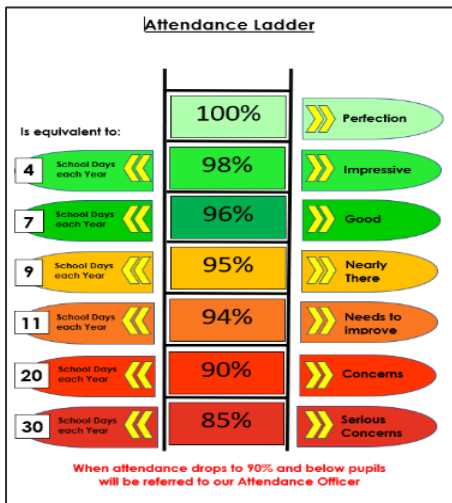 Attendance Ladder
100%
Perfection
Is equivalent to:
4
School Days
each Year
98%
Impressive
7
School Days
each Year
96%
Good
9
School Days
each Year
95%
Nearly
There
11
School Days
each Year
94%
Needs to
improve
20
School Days
each Year
90%
Concerns
30
School Days
each Year
85%
Serious
Concerns
When attendance drops to 90% and below pupils
will be referred to our Attendance Officer